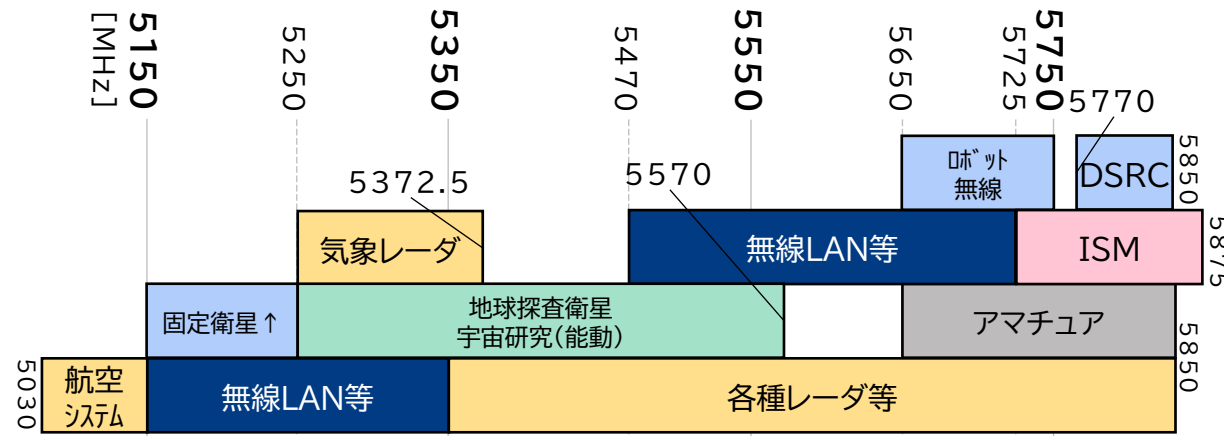 5150
[MHz]
5250
5350
5470
5550
5650
5725
5750
5770
5372.5
5570
ﾛﾎﾞｯﾄ
無線
DSRC
5850
気象レーダ
無線LAN等
ISM
5875
固定衛星↑
地球探査衛星
宇宙研究(能動)
アマチュア
5850
5030
航空
ｼｽﾃﾑ
無線LAN等
各種レーダ等